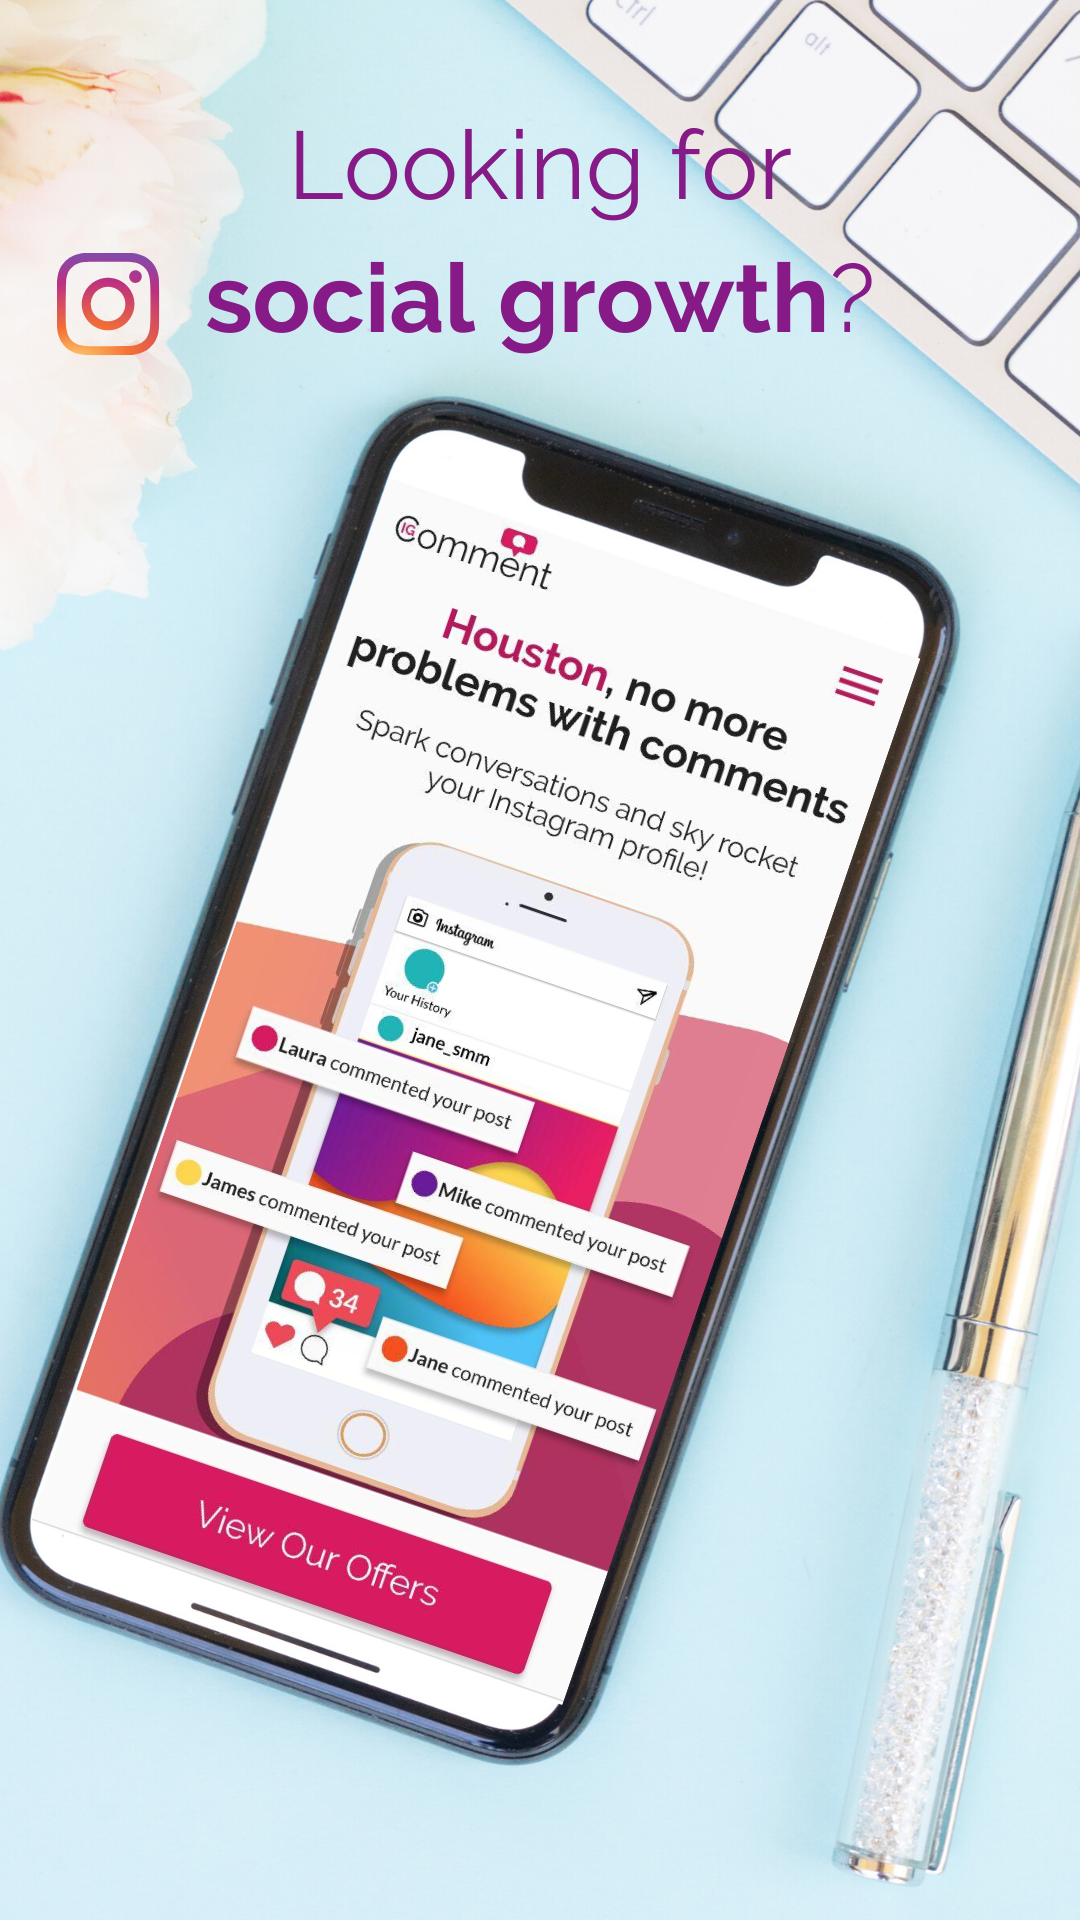 ctrl
alt
Looking for
social growth?
IG
Comment
Houston, no more
problems with comments
Spark conversations and sky rocket
your Instagram profile!
Instagram
Your History
jane_smm
Laura commented your post
Mike commented your post
James commented your post
34
Jane commented your post
View Our Offers